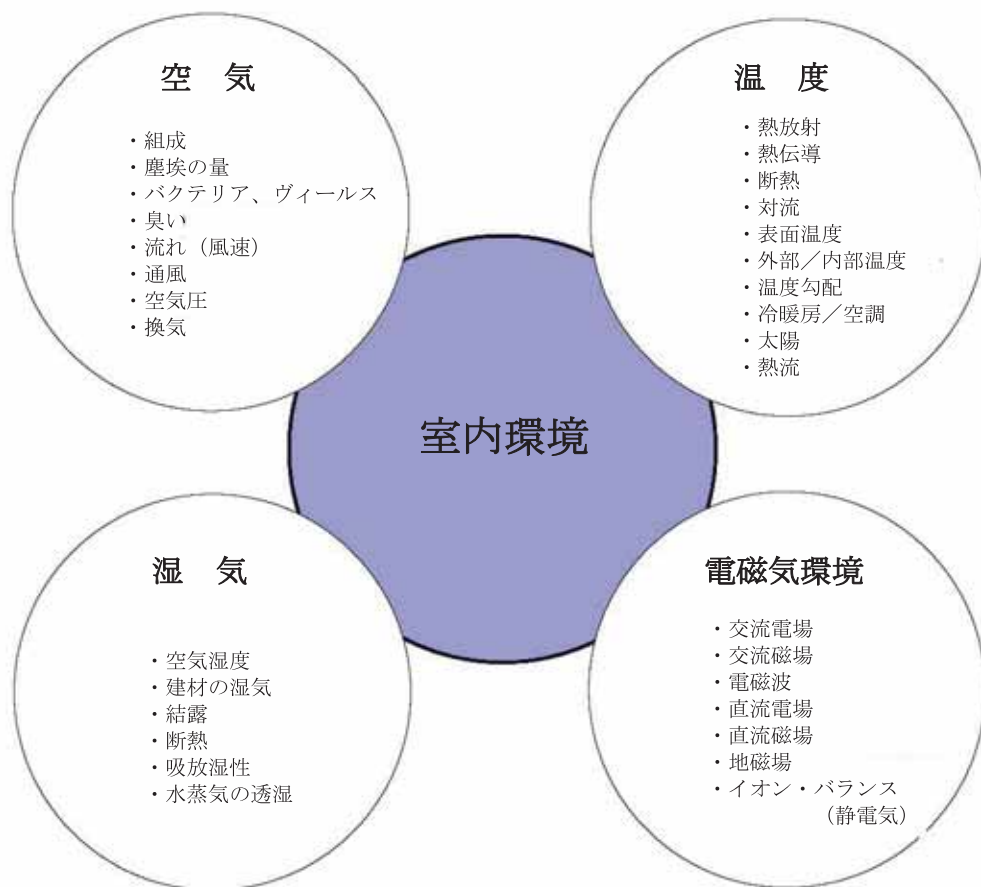 空　気
・組成
・塵埃の量
・バクテリア、ヴィールス
・臭い
・流れ（風速）
・通風
・空気圧
・換気
温　度
・熱放射
・熱伝導
・断熱
・対流
・表面温度
・外部／内部温度
・温度勾配
・冷暖房／空調
・太陽
・熱流
室内環境
湿　気
・空気湿度
・建材の湿気
・結露
・断熱
・吸放湿性
・水蒸気の透湿
電磁気環境
・交流電場
・交流磁場
・電磁波
・直流電場
・直流磁場
・地磁場
・イオン・バランス
（静電気）